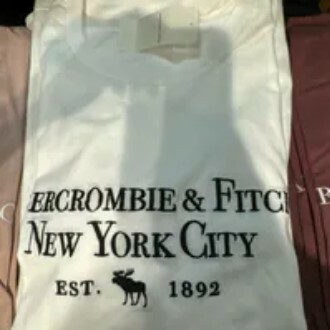 ERCROMBIE & FITC
NEW YORK CITY
EST. 1892